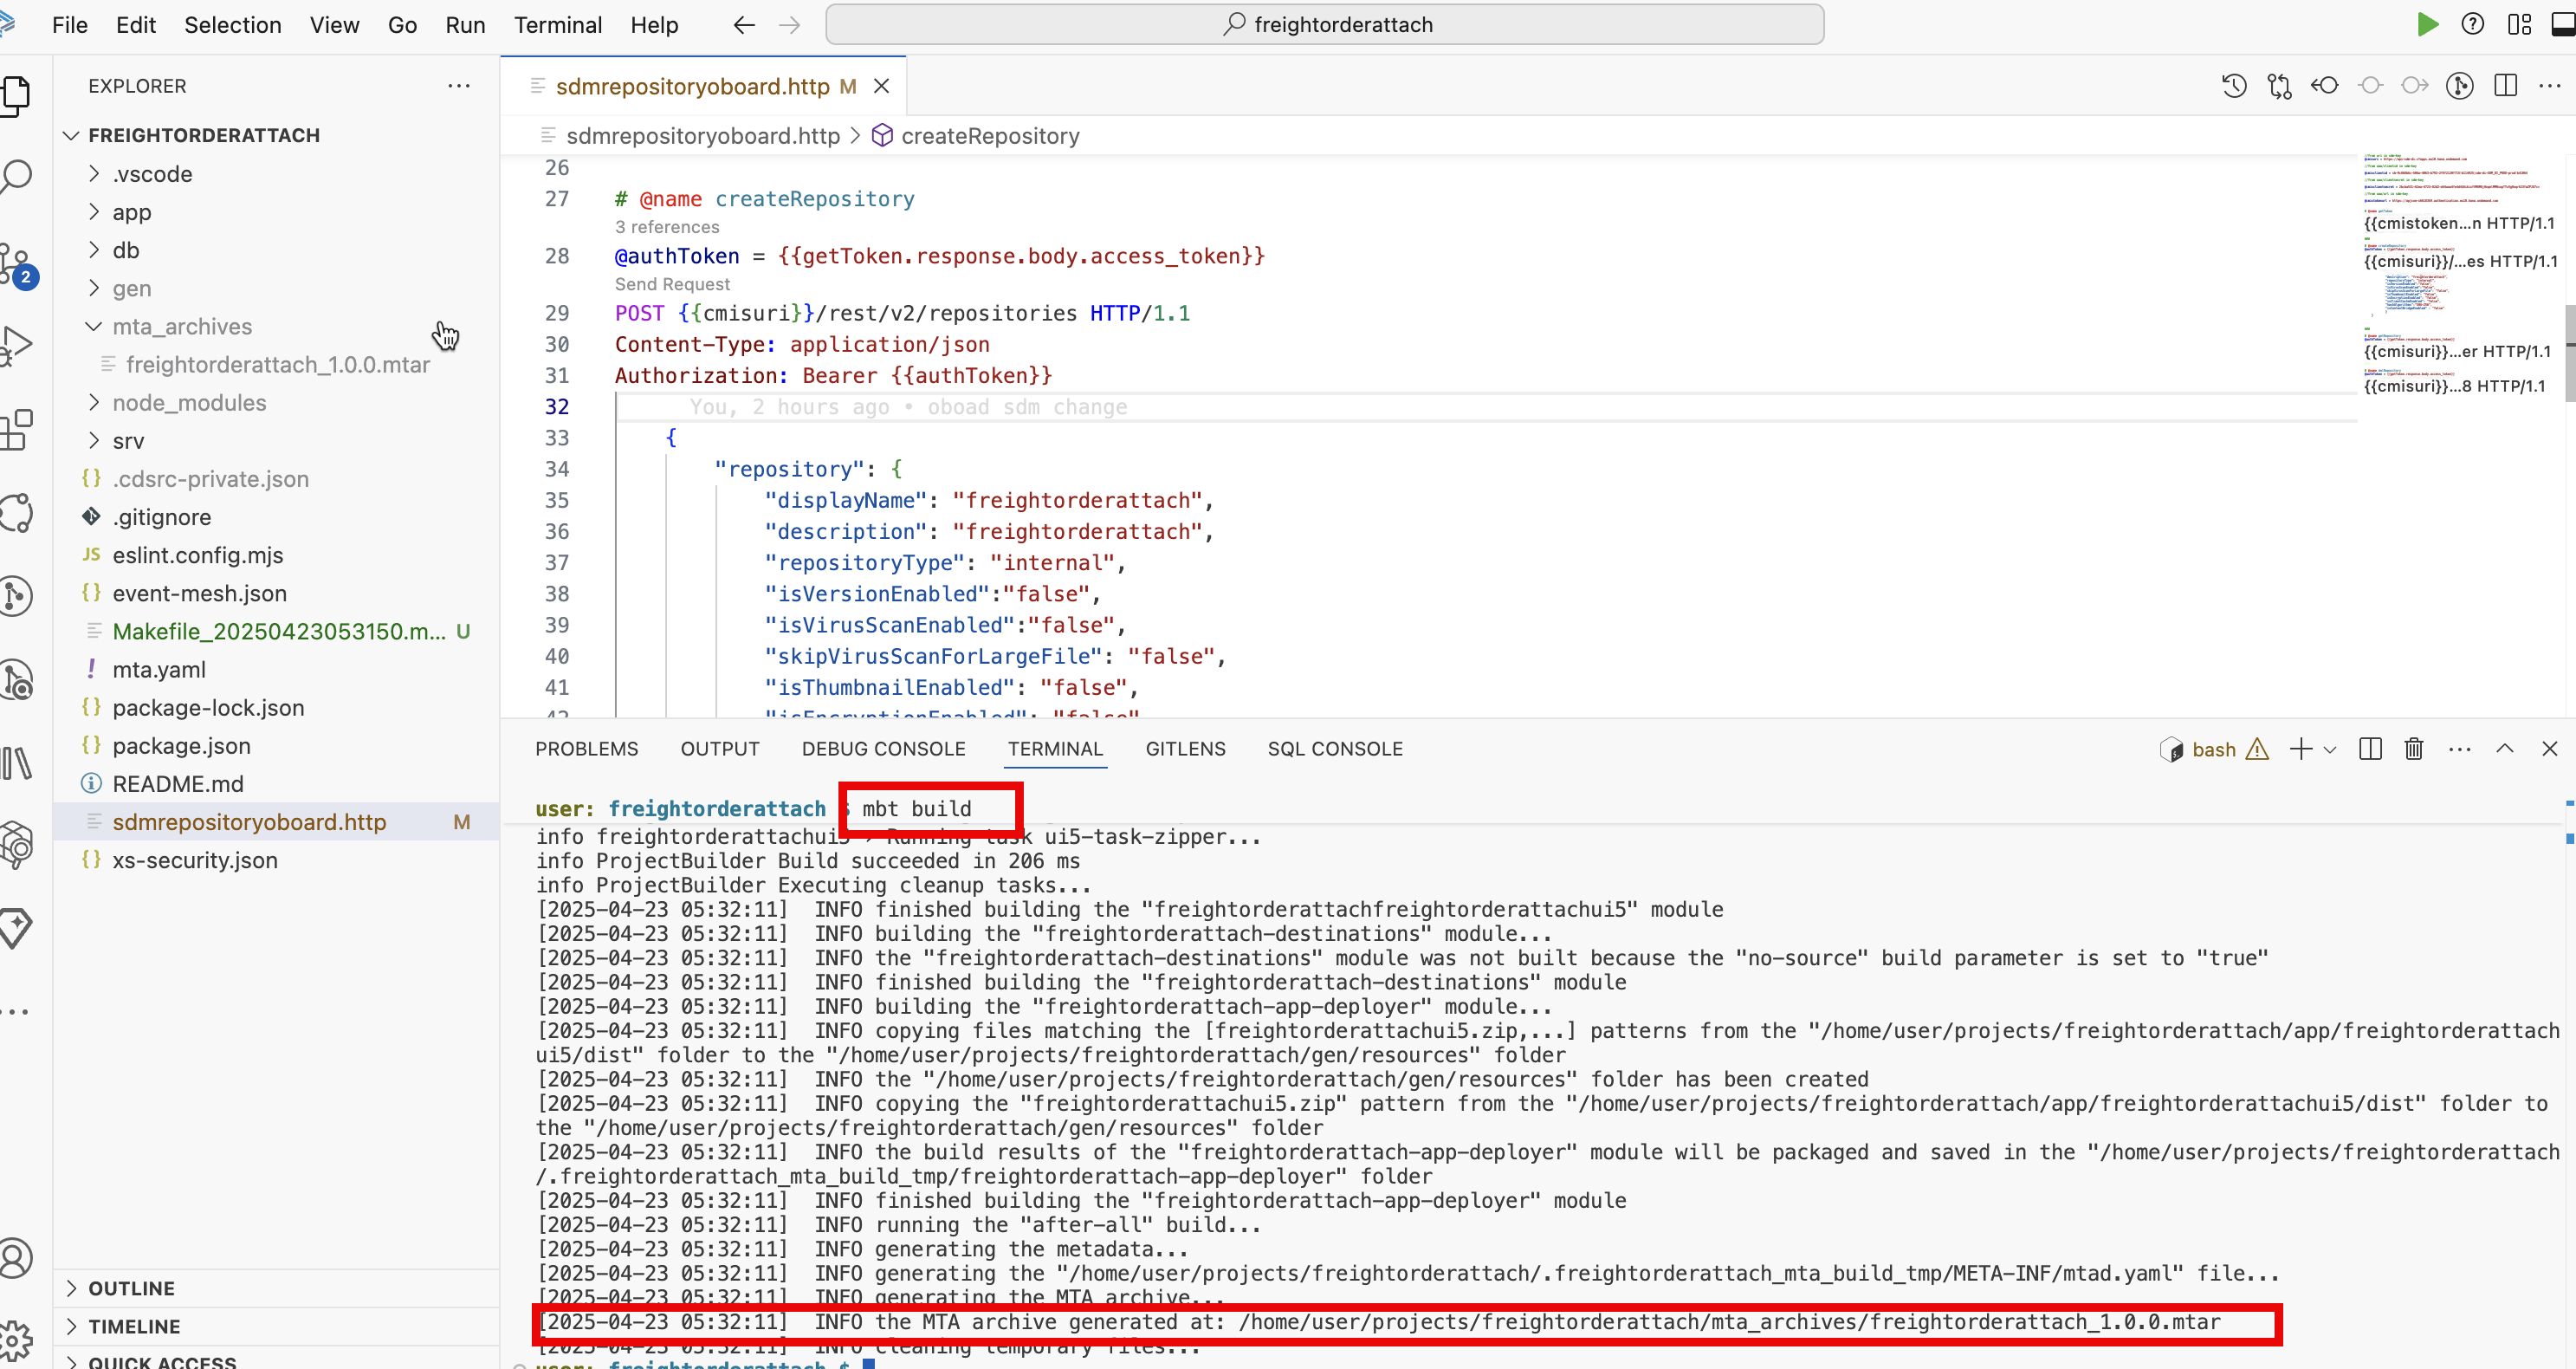 File Edit Selection View Go Run Terminal Help
freightorderattach
EXPLORER
FREIGHTORDERATTACH
.vscode
app
db
gen
mta_archives
freightorderattach_1.0.0.mtar
node_modules
srv
.cdsrc-private.json
.gitignore
JS eslint.config.mjs
event-mesh.json
Makefile_20250423053150.m... U
mta.yaml
package-lock.json
package.json
README.md
sdmrepositoryoboard.http M
xs-security.json
OUTLINE
TIMELINE
QUICK ACCESS
2
sdmrepositoryoboard.http M
sdmrepositoryoboard.http > createRepository
26
27 # @name createRepository
3 references
28 @authToken = {{getToken.response.body.access_token}}
Send Request
29 POST {{cmisuri}}/rest/v2/repositories HTTP/1.1
30 Content-Type: application/json
31 Authorization: Bearer {{authToken}}
32 You, 2 hours ago • oboad sdm change
33 {
34 "repository": {
35 "displayName": "freightorderattach",
36 "description": "freightorderattach",
37 "repositoryType": "internal",
38 "isVersionEnabled":"false",
39 "isVirusScanEnabled":"false",
40 "skipVirusScanForLargeFile": "false",
41 "isThumbnailEnabled": "false",
42 "isEncryptionEnabled": "false"
{{cmistoken...n HTTP/1.1
{{cmisuri}}/...es HTTP/1.1
{{cmisuri}}...er HTTP/1.1
{{cmisuri}}...8 HTTP/1.1
PROBLEMS OUTPUT DEBUG CONSOLE TERMINAL GITLENS SQL CONSOLE
bash
user: freightorderattach $ mbt build
info freightorderattachui5 › Running task ui5-task-zipper...
info ProjectBuilder Build succeeded in 206 ms
info ProjectBuilder Executing cleanup tasks...
[2025-04-23 05:32:11] INFO finished building the "freightorderattachfreightorderattachui5" module
[2025-04-23 05:32:11] INFO building the "freightorderattach-destinations" module...
[2025-04-23 05:32:11] INFO the "freightorderattach-destinations" module was not built because the "no-source" build parameter is set to "true"
[2025-04-23 05:32:11] INFO finished building the "freightorderattach-destinations" module
[2025-04-23 05:32:11] INFO building the "freightorderattach-app-deployer" module...
[2025-04-23 05:32:11] INFO copying files matching the [freightorderattachui5.zip,...] patterns from the "/home/user/projects/freightorderattach/app/freightorderattach
ui5/dist" folder to the "/home/user/projects/freightorderattach/gen/resources" folder
[2025-04-23 05:32:11] INFO the "/home/user/projects/freightorderattach/gen/resources" folder has been created
[2025-04-23 05:32:11] INFO copying the "freightorderattachui5.zip" pattern from the "/home/user/projects/freightorderattach/app/freightorderattachui5/dist" folder to
the "/home/user/projects/freightorderattach/gen/resources" folder
[2025-04-23 05:32:11] INFO the build results of the "freightorderattach-app-deployer" module will be packaged and saved in the "/home/user/projects/freightorderattach
/.freightorderattach_mta_build_tmp/freightorderattach-app-deployer" folder
[2025-04-23 05:32:11] INFO finished building the "freightorderattach-app-deployer" module
[2025-04-23 05:32:11] INFO running the "after-all" build...
[2025-04-23 05:32:11] INFO generating the metadata...
[2025-04-23 05:32:11] INFO generating the "/home/user/projects/freightorderattach/.freightorderattach_mta_build_tmp/META-INF/mtad.yaml" file...
[2025-04-23 05:32:11] INFO generating the MTA archive...
[2025-04-23 05:32:11] INFO the MTA archive generated at: /home/user/projects/freightorderattach/mta_archives/freightorderattach_1.0.0.mtar
[2025-04-23 05:32:11] INFO cleaning temporary files...
user: freightorderattach $